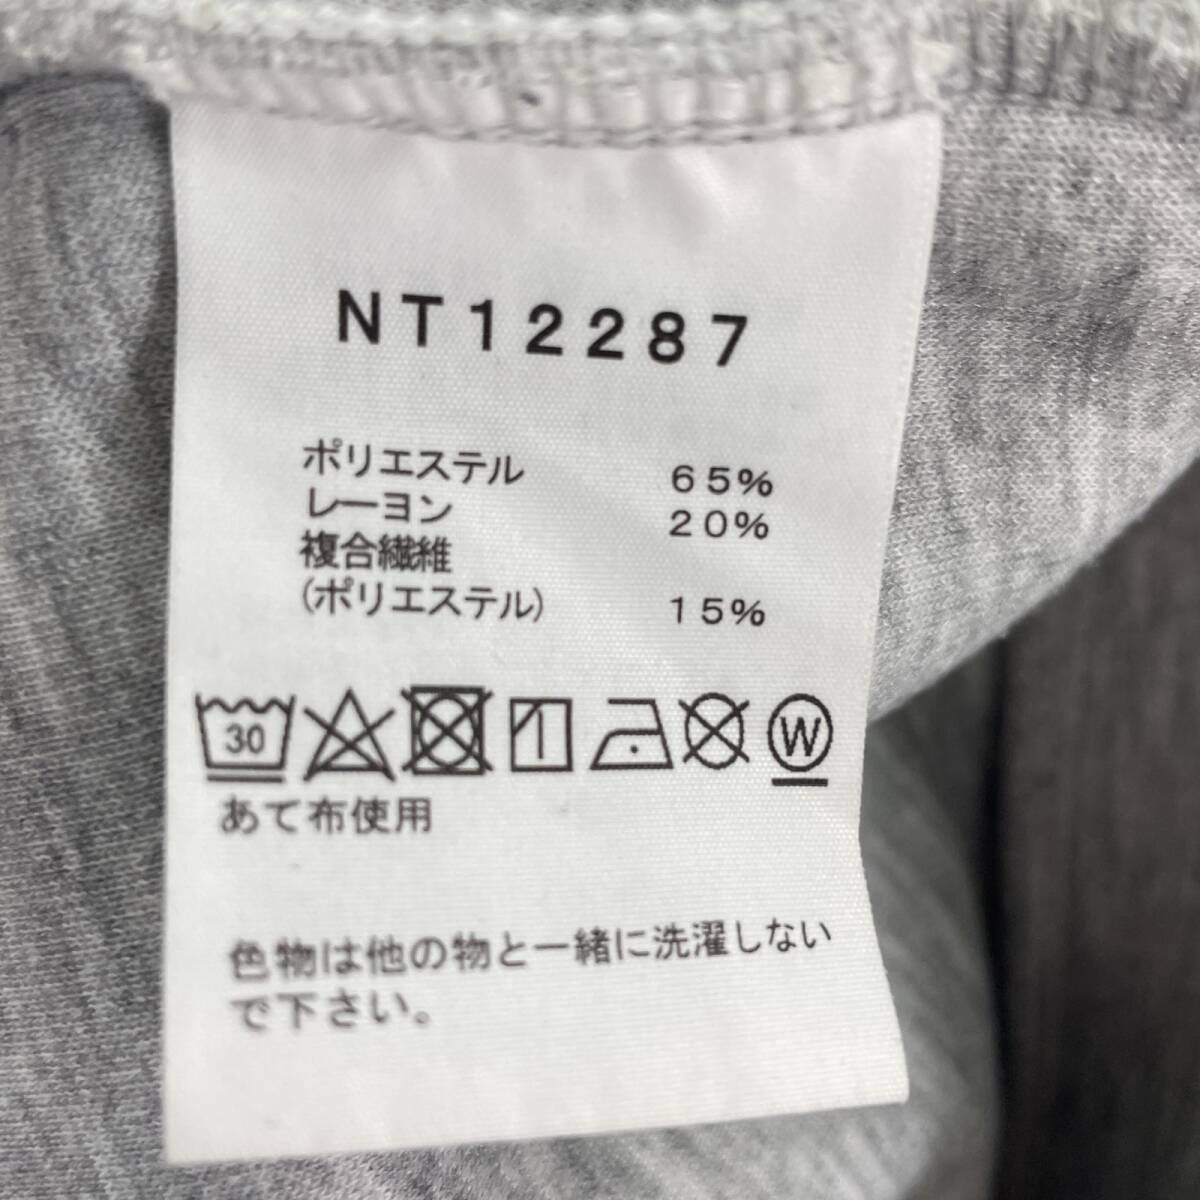 NT12287
ポリエステル 65%
レーヨン 20%
複合繊維
(ポリエステル) 15%
30 W
あて布使用
色物は他の物と一緒に洗濯しない
で下さい。